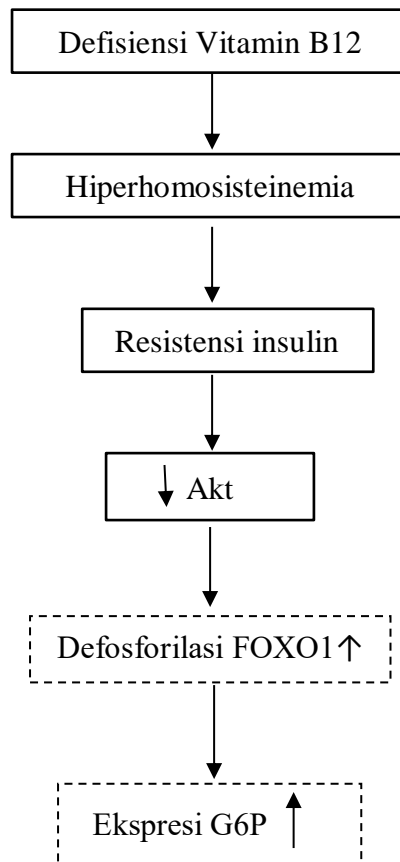 Defisiensi Vitamin B12
Hiperhomosisteinemia
Resistensi insulin
↓ Akt
Defosforilasi FOXO1↑
Ekspresi G6P ↑